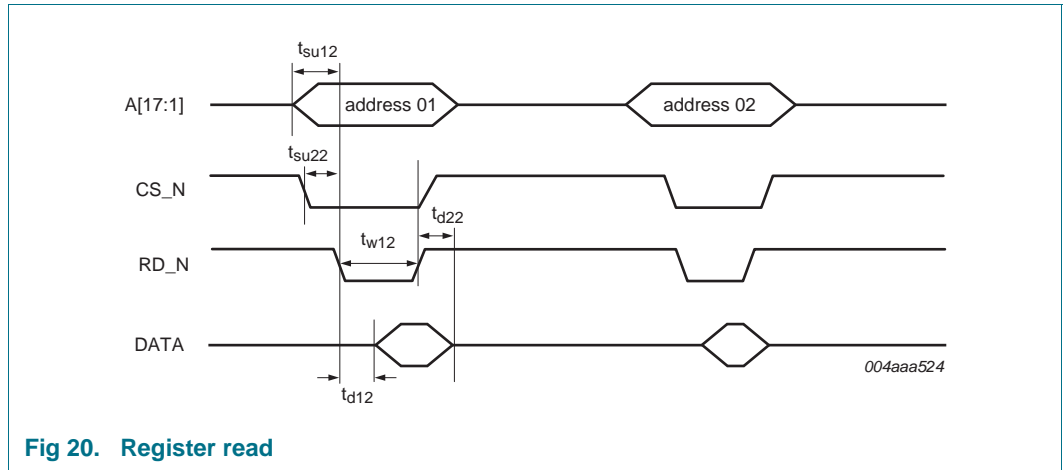 tsu12
A[17:1]
address 01
address 02
tsu22
CS_N
td22
tw12
RD_N
DATA
004aaa524
td12
Fig 20. Register read